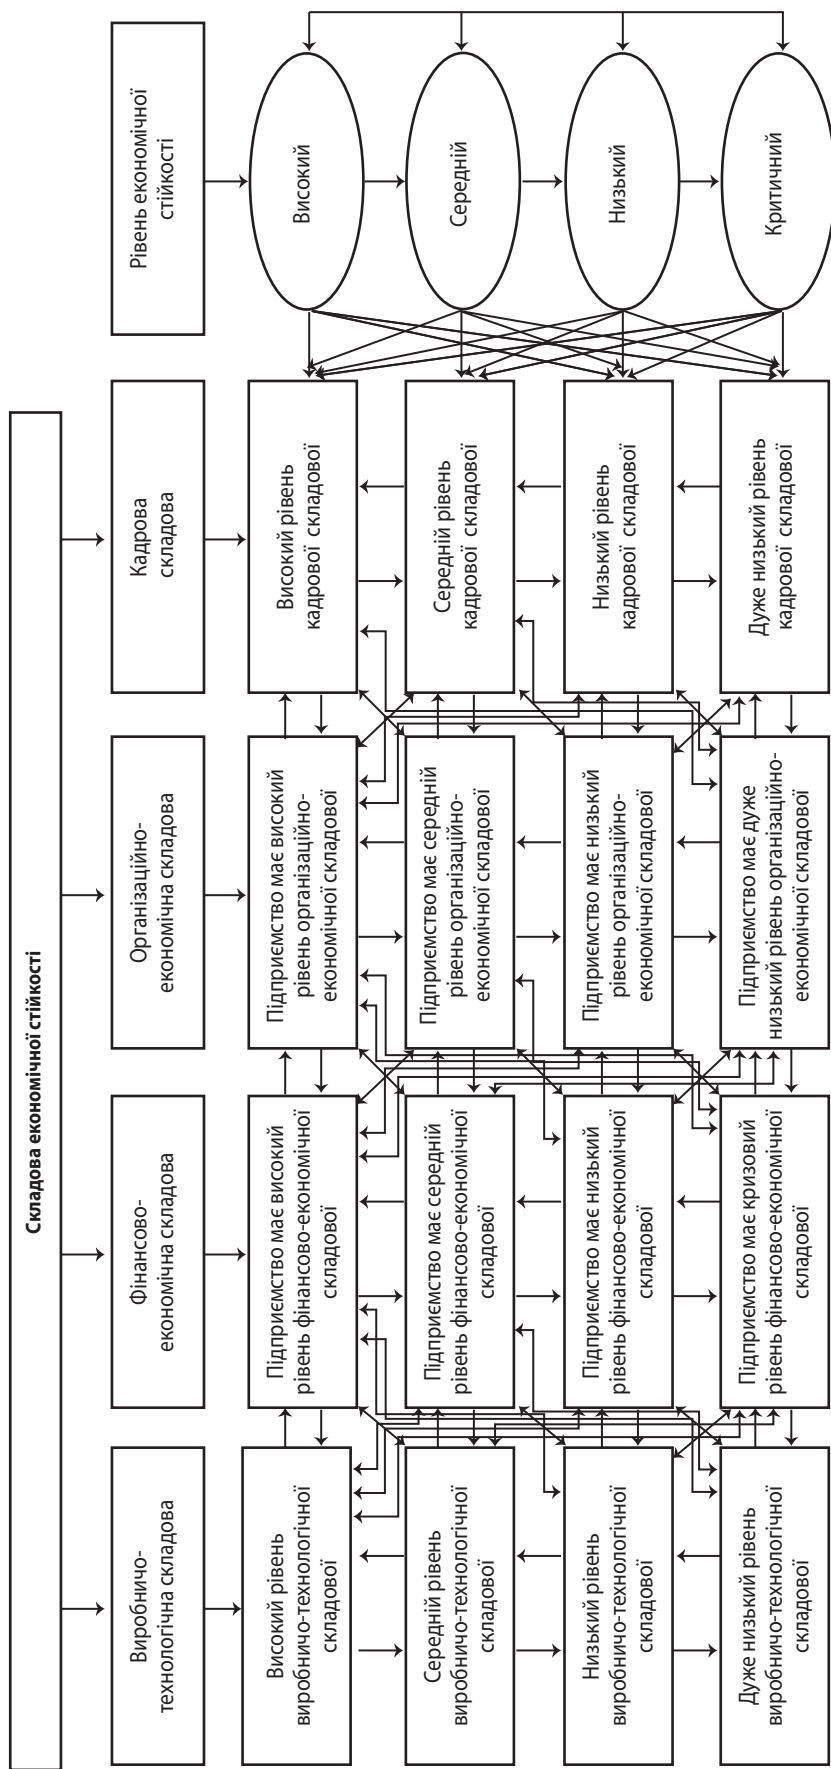 Складова економічної стійкості
Виробничо-
технологічна складова
Фінансово-
економічна складова
Організаційно-
економічна складова
Кадрова
складова
Рівень економічної
стійкості
Високий рівень
виробничо-технологічної
складової
Підприємство має високий
рівень фінансово-економічної
складової
Підприємство має високий
рівень організаційно-
економічної складової
Високий рівень
кадрової складової
Високий
Середній рівень
виробничо-технологічної
складової
Підприємство має середній
рівень фінансово-економічної
складової
Підприємство має середній
рівень організаційно-
економічної складової
Середній рівень
кадрової складової
Середній
Низький рівень
виробничо-технологічної
складової
Підприємство має низький
рівень фінансово-економічної
складової
Підприємство має низький
рівень організаційно-
економічної складової
Низький рівень
кадрової складової
Низький
Дуже низький рівень
виробничо-технологічної
складової
Підприємство має кризовий
рівень фінансово-економічної
складової
Підприємство має дуже
низький рівень організаційно-
економічної складової
Дуже низький рівень
кадрової складової
Критичний